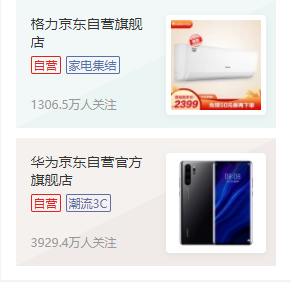 格力京东自营旗舰
店
自营 家电集结
1306.5万人关注
2399
华为京东自营官方
旗舰店
自营 潮流3C
3929.4万人关注
08:08